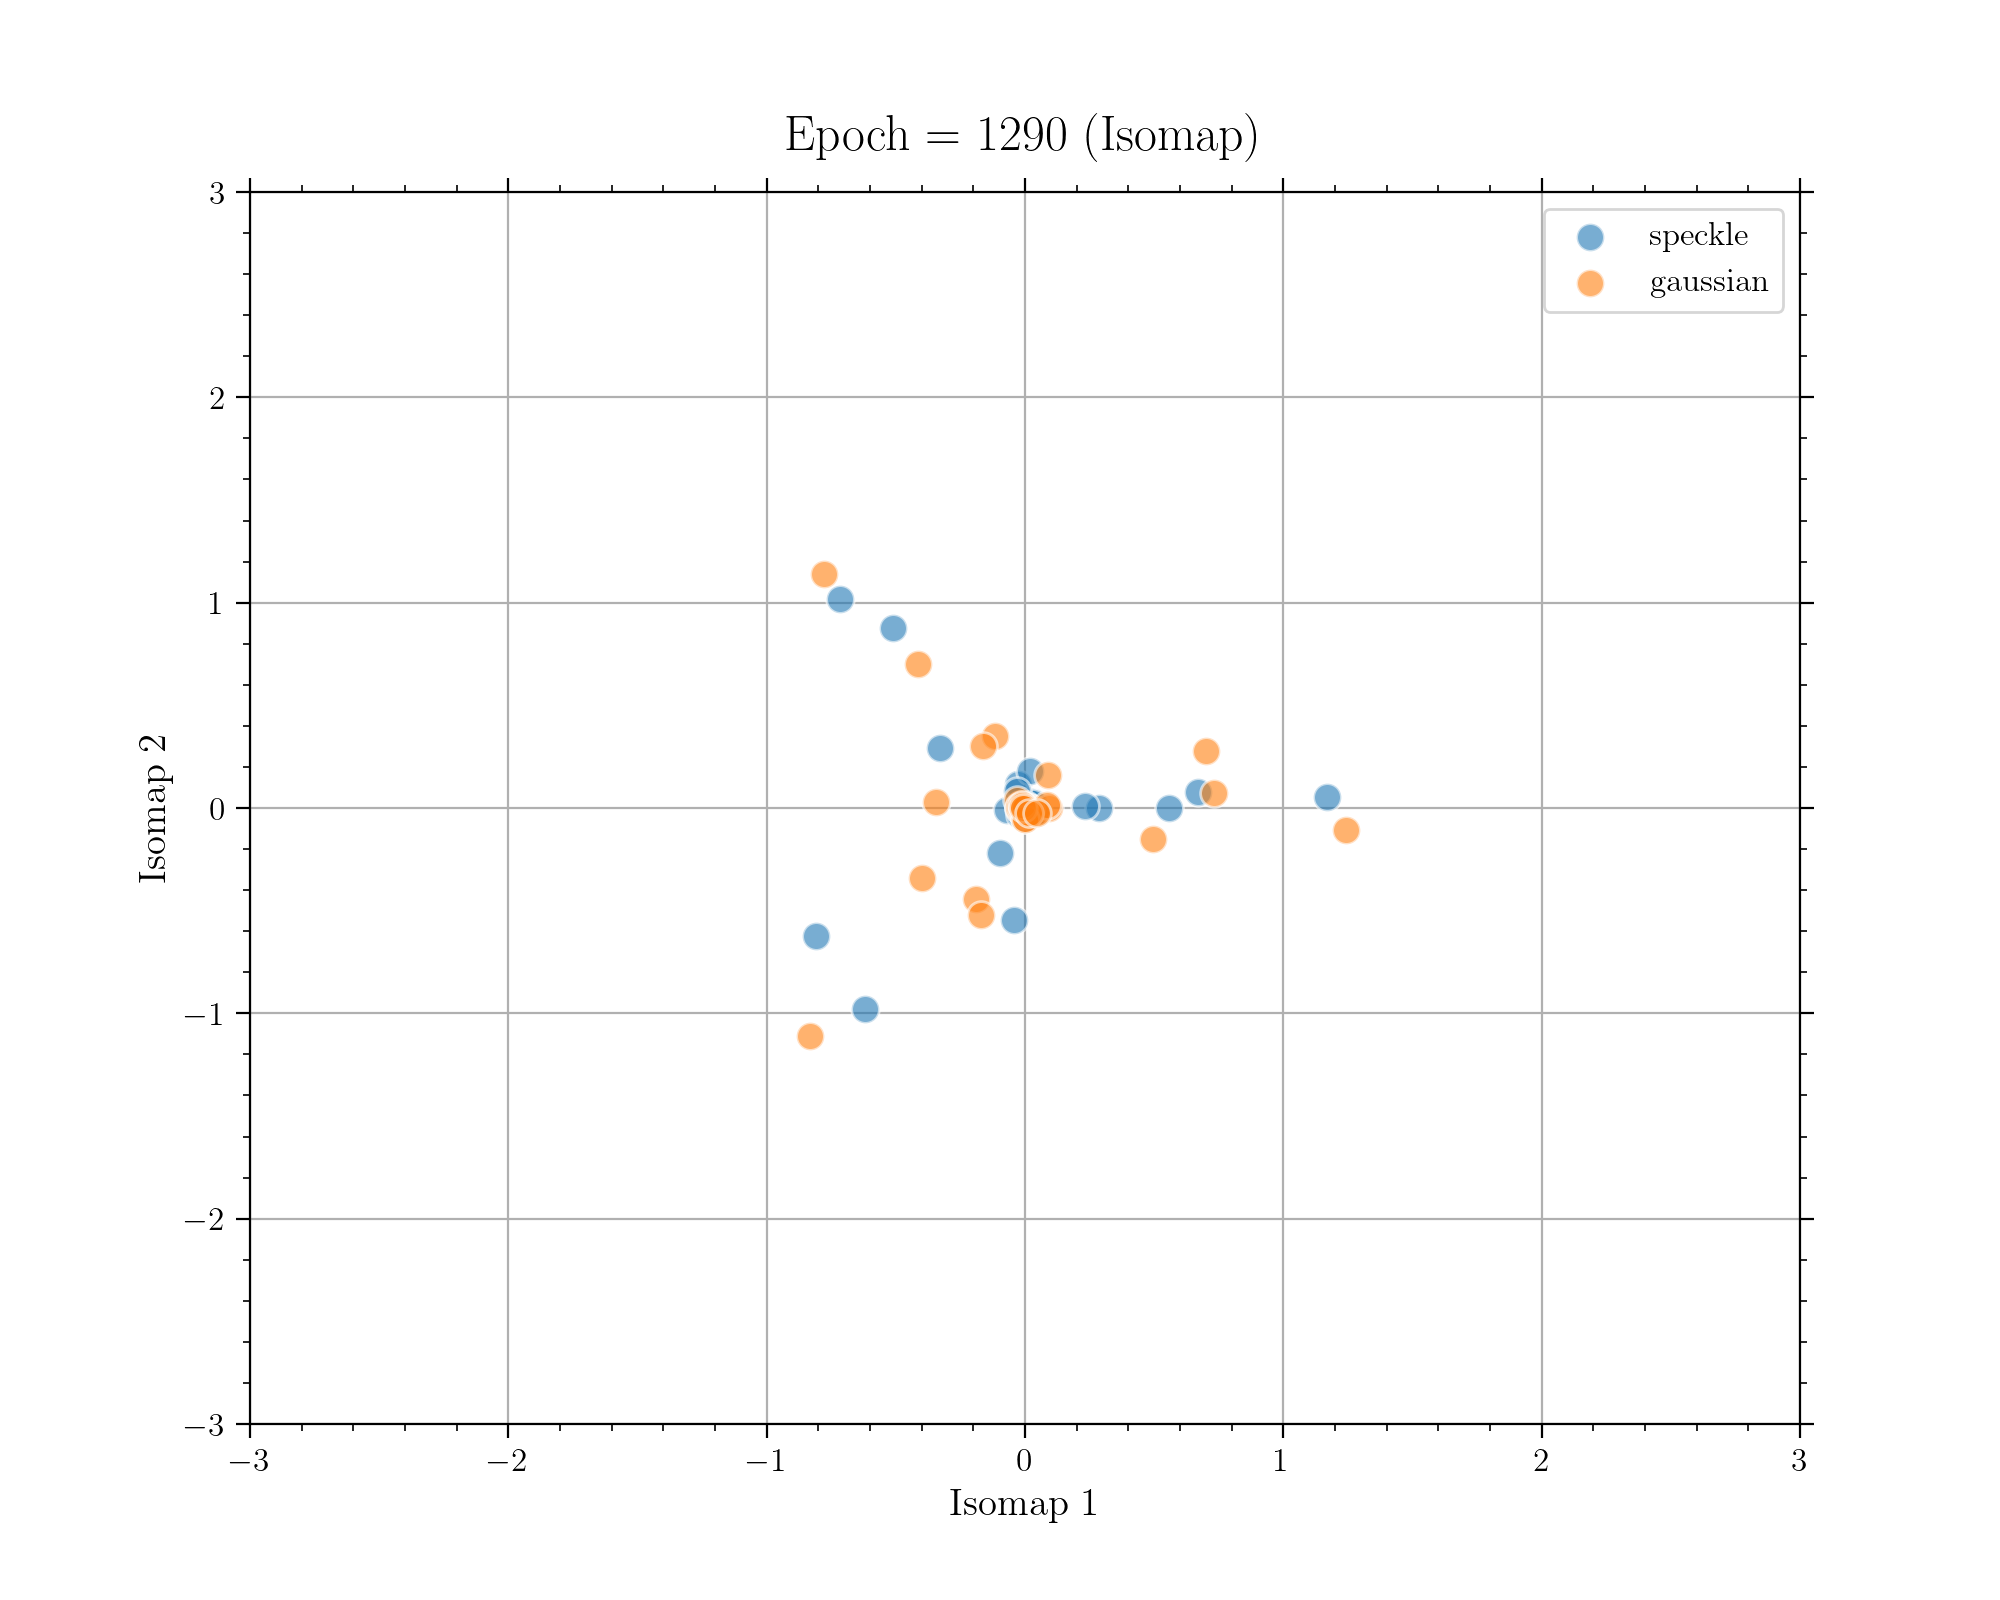 Epoch = 1290 (Isomap)
speckle
gaussian
3
2
1
0
−1
−2
−3
Isomap 2
−3
−2
−1
0
1
2
3
Isomap 1